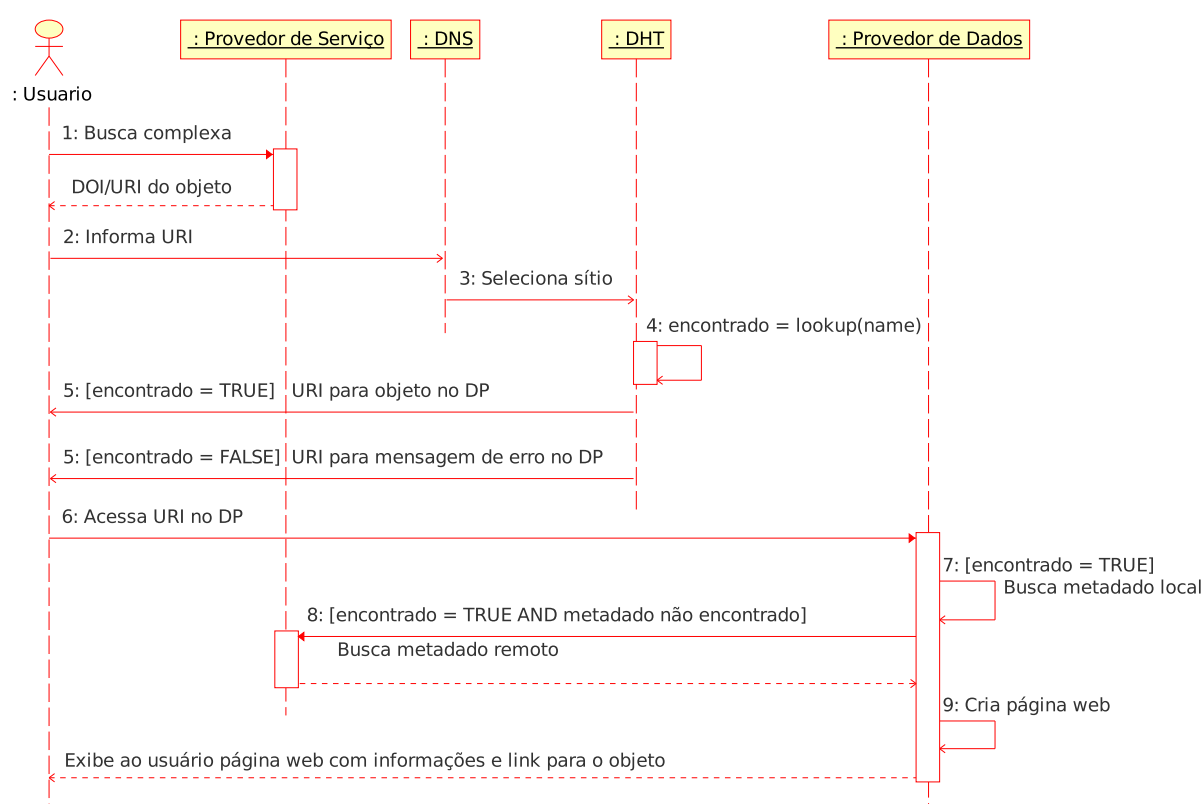 : Provedor de Serviço
: DNS
: DHT
: Provedor de Dados
: Usuario
1: Busca complexa
DOI/URI do objeto
2: Informa URI
3: Seleciona sítio
4: encontrado = lookup(name)
5: [encontrado = TRUE] URI para objeto no DP
5: [encontrado = FALSE] URI para mensagem de erro no DP
6: Acessa URI no DP
7: [encontrado = TRUE]
Busca metadado local
8: [encontrado = TRUE AND metadado não encontrado]
Busca metadado remoto
9: Cria página web
Exibe ao usuário página web com informações e link para o objeto